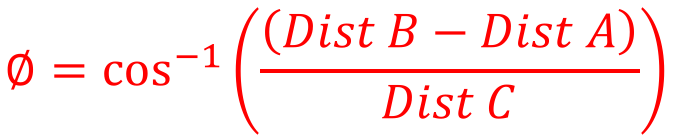 ∅ = cos⁻¹ ((Dist B − Dist A) / Dist C)